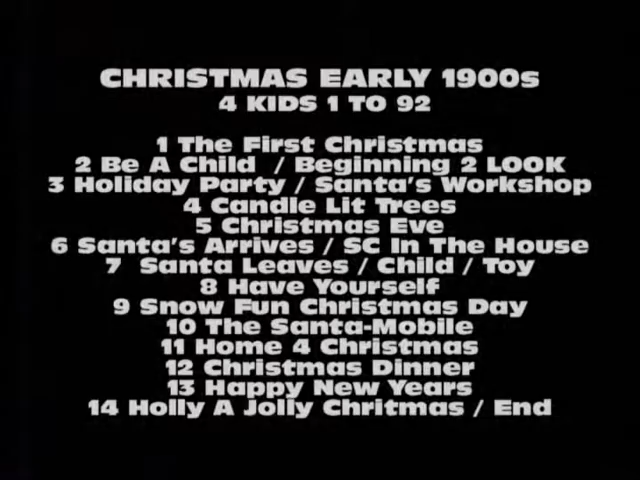 CHRISTMAS EARLY 1900s
4 KIDS 1 TO 92
1 The First Christmas
2 Be A Child / Beginning 2 LOOK
3 Holiday Party / Santa's Workshop
4 Candle Lit Trees
5 Christmas Eve
6 Santa's Arrives / SC In The House
7 Santa Leaves / Child / Toy
8 Have Yourself
9 Snow Fun Christmas Day
10 The Santa-Mobile
11 Home 4 Christmas
12 Christmas Dinner
13 Happy New Years
14 Holly A Jolly Chritmas / End